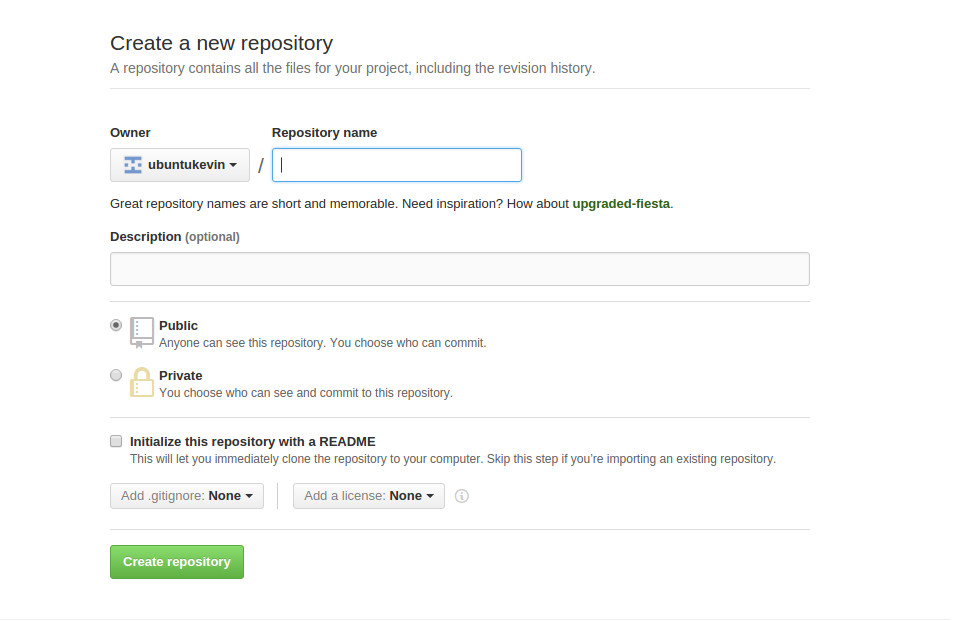 Create a new repository
A repository contains all the files for your project, including the revision history.
Owner Repository name
ubuntukevin /
Great repository names are short and memorable. Need inspiration? How about upgraded-fiesta.
Description (optional)
Public
Anyone can see this repository. You choose who can commit.
Private
You choose who can see and commit to this repository.
Initialize this repository with a README
This will let you immediately clone the repository to your computer. Skip this step if you're importing an existing repository.
Add .gitignore: None Add a license: None
Create repository